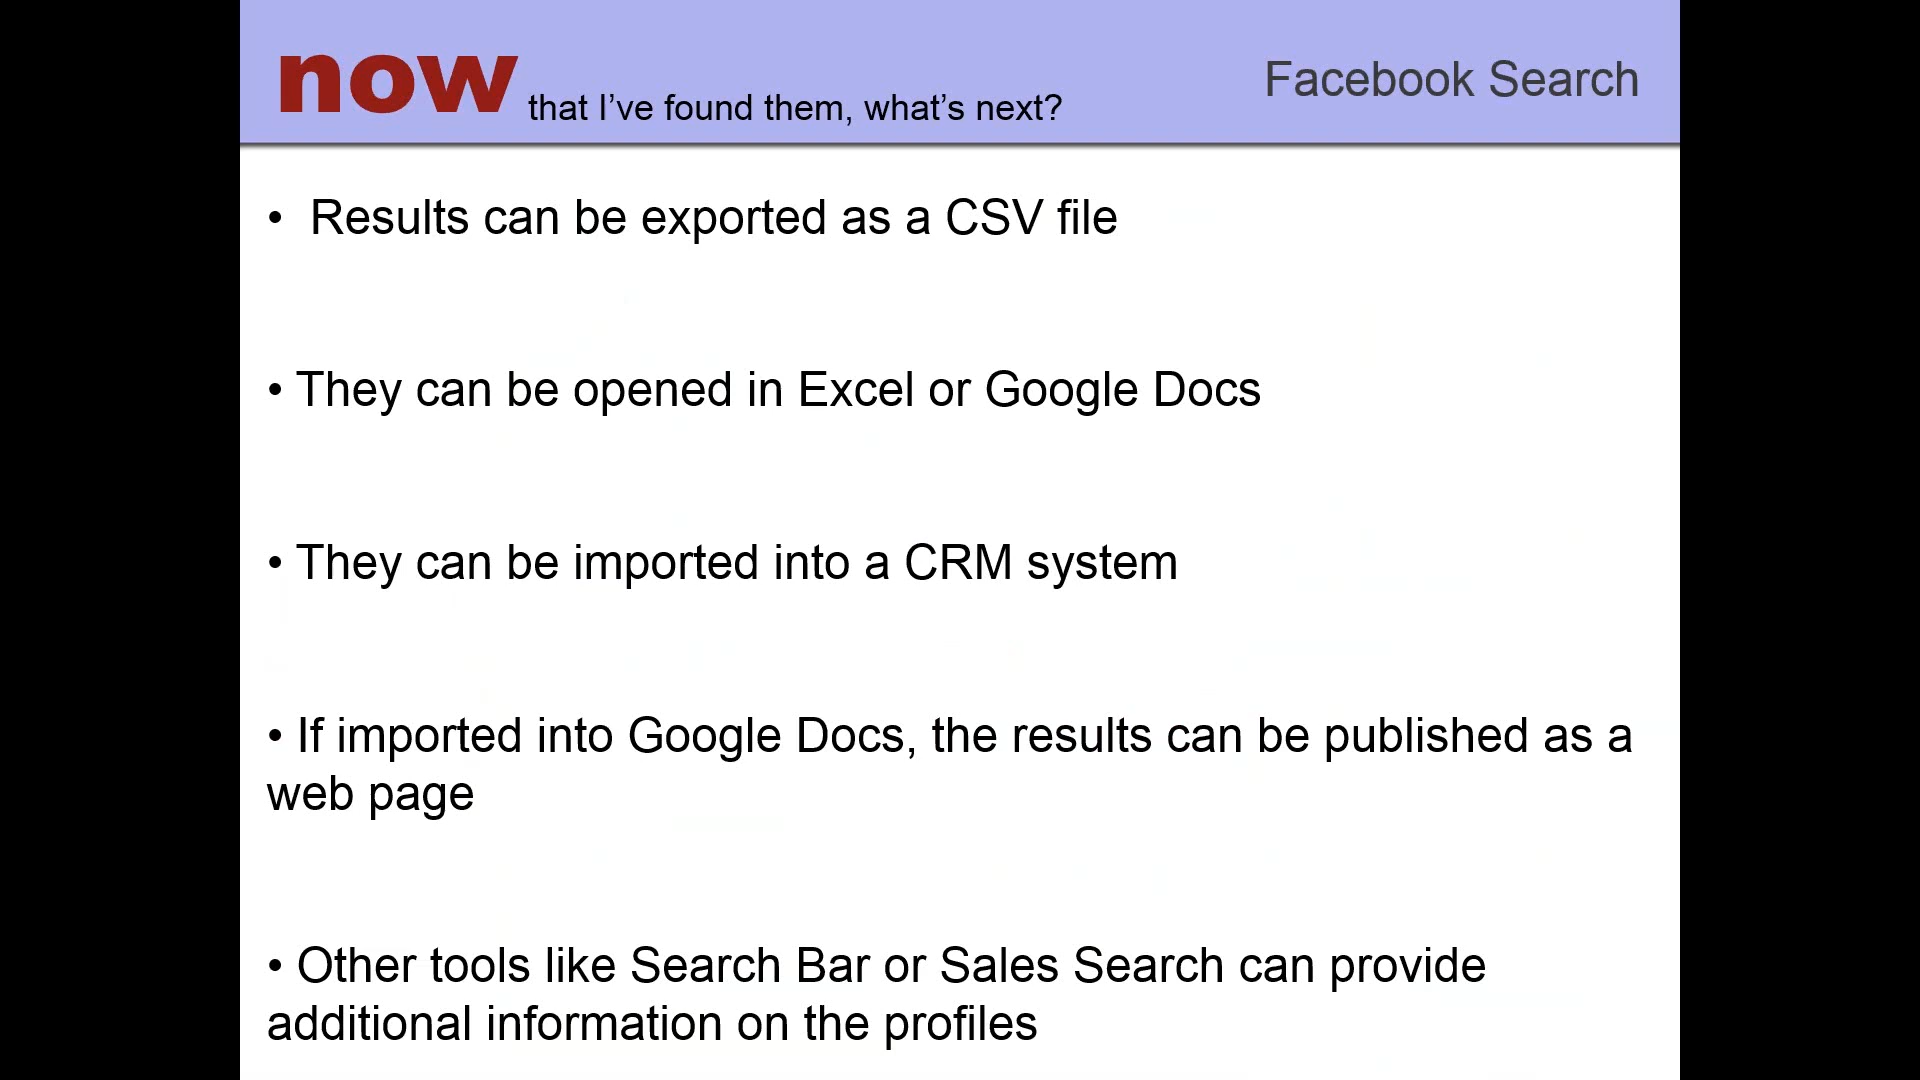 now that I’ve found them, what’s next?
Facebook Search
• Results can be exported as a CSV file
• They can be opened in Excel or Google Docs
• They can be imported into a CRM system
• If imported into Google Docs, the results can be published as a
web page
• Other tools like Search Bar or Sales Search can provide
additional information on the profiles